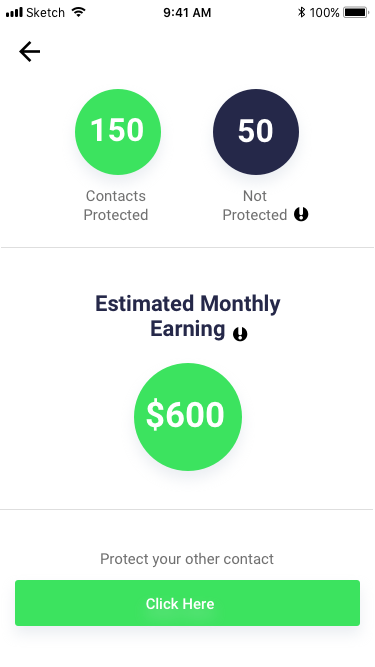 Sketch 9:41 AM 100%
150 50
Contacts Not
Protected Protected
Estimated Monthly
Earning
$600
Protect your other contact
Click Here